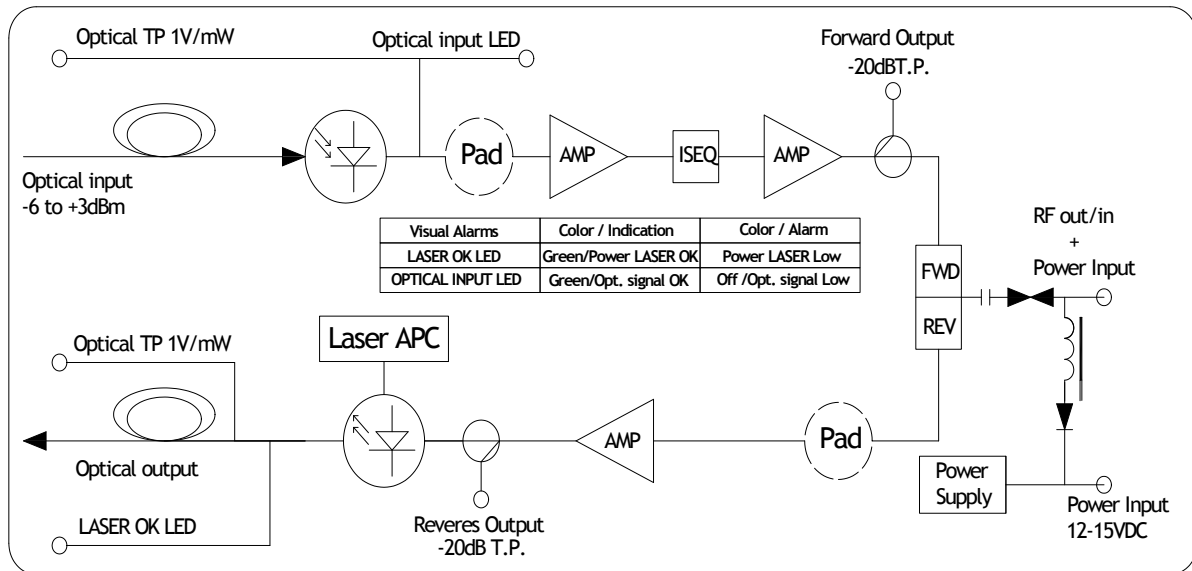 Optical TP 1V/mW
Optical input LED
Forward Output
-20dBT.P.
Pad
AMP
ISEQ
AMP
Optical input
-6 to +3dBm
Visual Alarms Color / Indication Color / Alarm
LASER OK LED Green/Power LASER OK Power LASER Low
OPTICAL INPUT LED Green/Opt. signal OK Off /Opt. signal Low
RF out/in
+
Power Input
FWD
REV
Laser APC
Optical TP 1V/mW
AMP
Pad
Optical output
Power
Supply
LASER OK LED
Reveres Output
-20dB T.P.
Power Input
12-15VDC